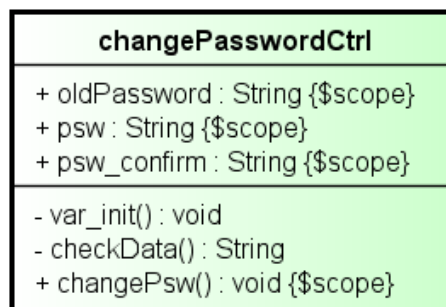 changePasswordCtrl
+ oldPassword : String {$scope}
+ psw : String {$scope}
+ psw_confirm : String {$scope}
- var_init() : void
- checkData() : String
+ changePsw() : void {$scope}